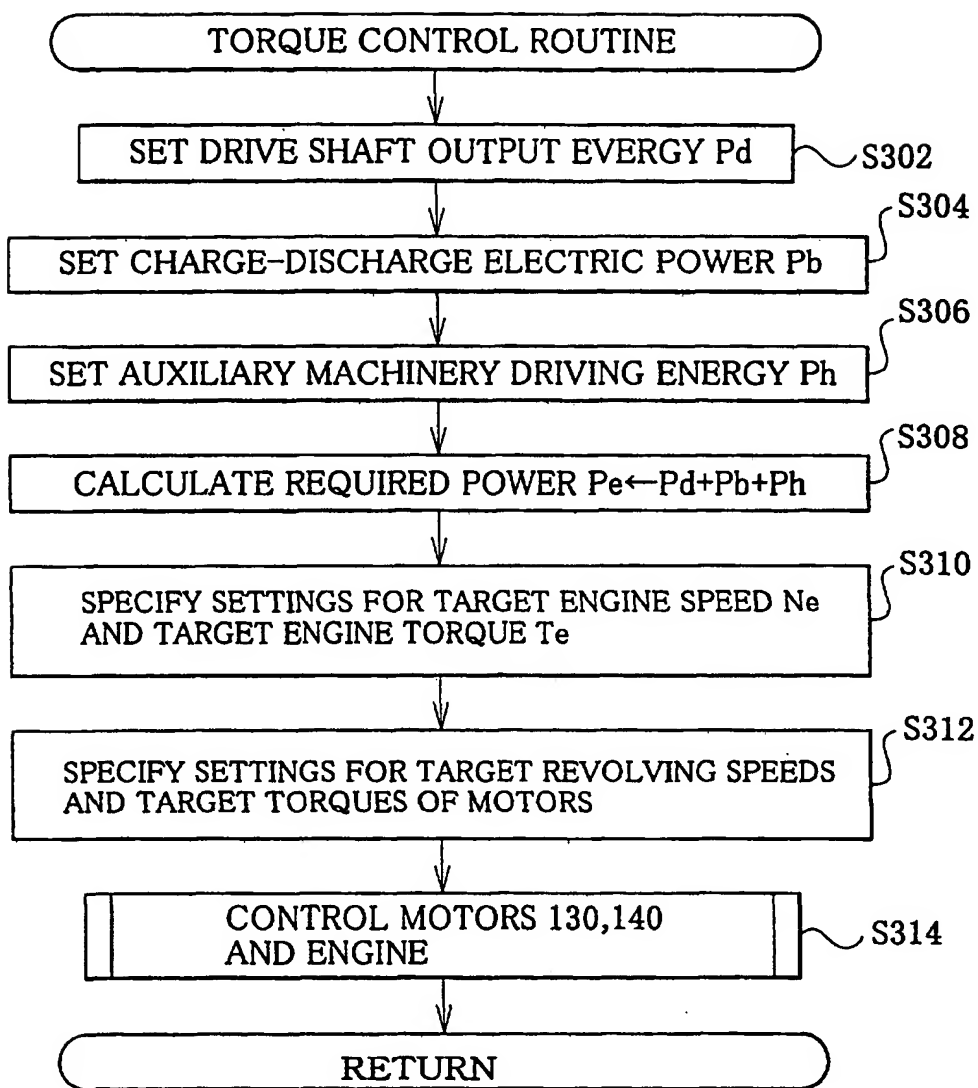 TORQUE CONTROL ROUTINE
SET DRIVE SHAFT OUTPUT EVERGY Pd
S302
S304
SET CHARGE-DISCHARGE ELECTRIC POWER Pb
S306
SET AUXILIARY MACHINERY DRIVING ENERGY Ph
S308
CALCULATE REQUIRED POWER Pe←Pd+Pb+Ph
S310
SPECIFY SETTINGS FOR TARGET ENGINE SPEED Ne
AND TARGET ENGINE TORQUE Te
S312
SPECIFY SETTINGS FOR TARGET REVOLVING SPEEDS
AND TARGET TORQUES OF MOTORS
CONTROL MOTORS 130,140
AND ENGINE
S314
RETURN